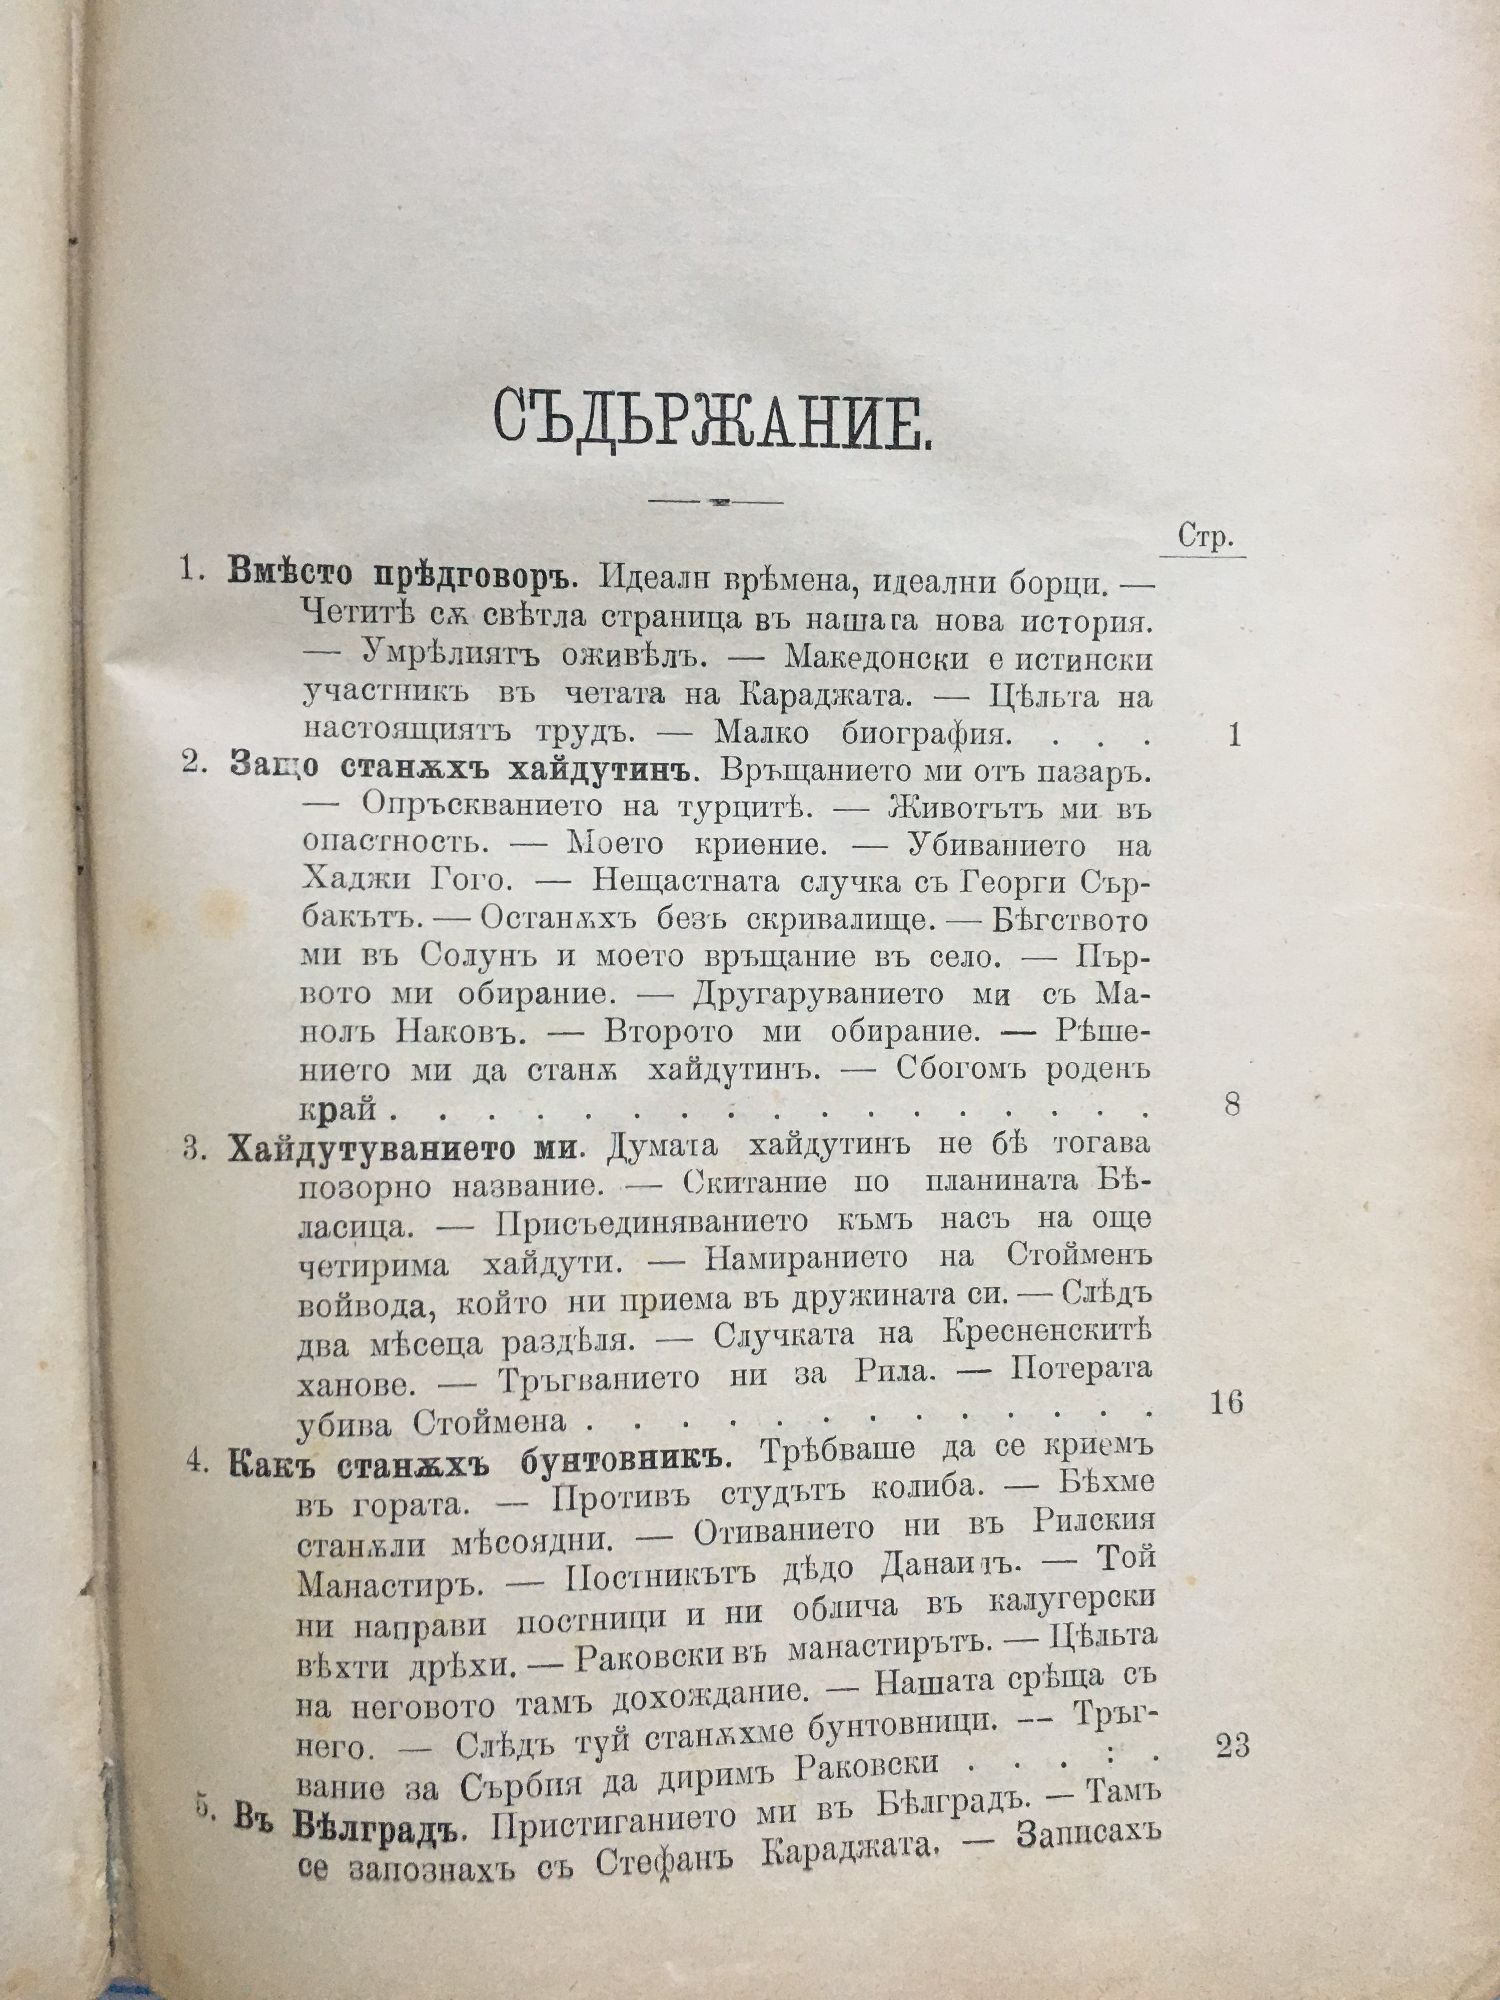 СЪДЬРЖАНИЕ.
Стр.
1. Вмѣсто прѣдговоръ. Идеалн врѣмена, идеални борци. —
Четитѣ сѫ свѣтла страница въ нашага нова история.
— Умрѣлиятъ оживѣлъ. — Македонски е истински
участникъ въ четата на Караджата. — Цѣльта на
настоящиятъ трудъ. — Малко биография. . . . 1
2. Защо станѫхъ хайдутинъ. Връщанието ми отъ пазаръ.
— Опръскванието на турцитѣ. — Животътъ ми въ
опастность. — Моето криение. — Убиванието на
Хаджи Гого. — Нещастната случка съ Георги Сър-
бакътъ. — Останѫхъ безъ скривалище. — Бѣгството
ми въ Солунъ и моето връщание въ село. — Пър-
вото ми обирание. — Другаруванието ми съ Ма-
нолъ Наковъ. — Второто ми обирание. — Рѣше-
нието ми да станѫ хайдутинъ. — Сбогомъ роденъ
край . . . . . . . . . . . . . . . . . 8
3. Хайдутуванието ми. Думата хайдутинъ не бѣ тогава
позорно название. — Скитание по планината Бѣ-
ласица. — Присъединяванието къмъ насъ на още
четирима хайдути. — Намиранието на Стойменъ
войвода, който ни приема въ дружината си. — Слѣдъ
два мѣсеца раздѣля. — Случката на Кресненскитѣ
ханове. — Тръгванието ни за Рила. — Потерата
убива Стоймена . . . . . . . . . . . . . 16
4. Какъ станѫхъ бунтовникъ. Трѣбваше да се криемъ
въ гората. — Противъ студътъ колиба. — Бѣхме
станѫли мѣсоядни. — Отиванието ни въ Рилския
Манастиръ. — Постникътъ дѣдо Данаилъ. — Той
ни направи постници и ни облича въ калугерски
вѣхти дрѣхи. — Раковски въ манастирътъ. — Цѣльта
на неговото тамъ дохождание. — Нашата срѣща съ
него. — Слѣдъ туй станѫхме бунтовници. — Тръг-
вание за Сърбия да диримъ Раковски . . . : . 23
5. Въ Бѣлградъ. Пристиганието ми въ Бѣлградъ. — Тамъ
се запознахъ съ Стефанъ Караджата. — Записахъ